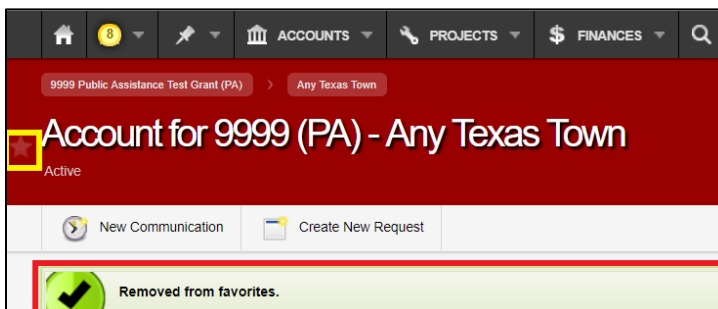 8 ACCOUNTS PROJECTS $ FINANCES
9999 Public Assistance Test Grant (PA) > Any Texas Town
Account for 9999 (PA) - Any Texas Town
Active
New Communication Create New Request
Removed from favorites.